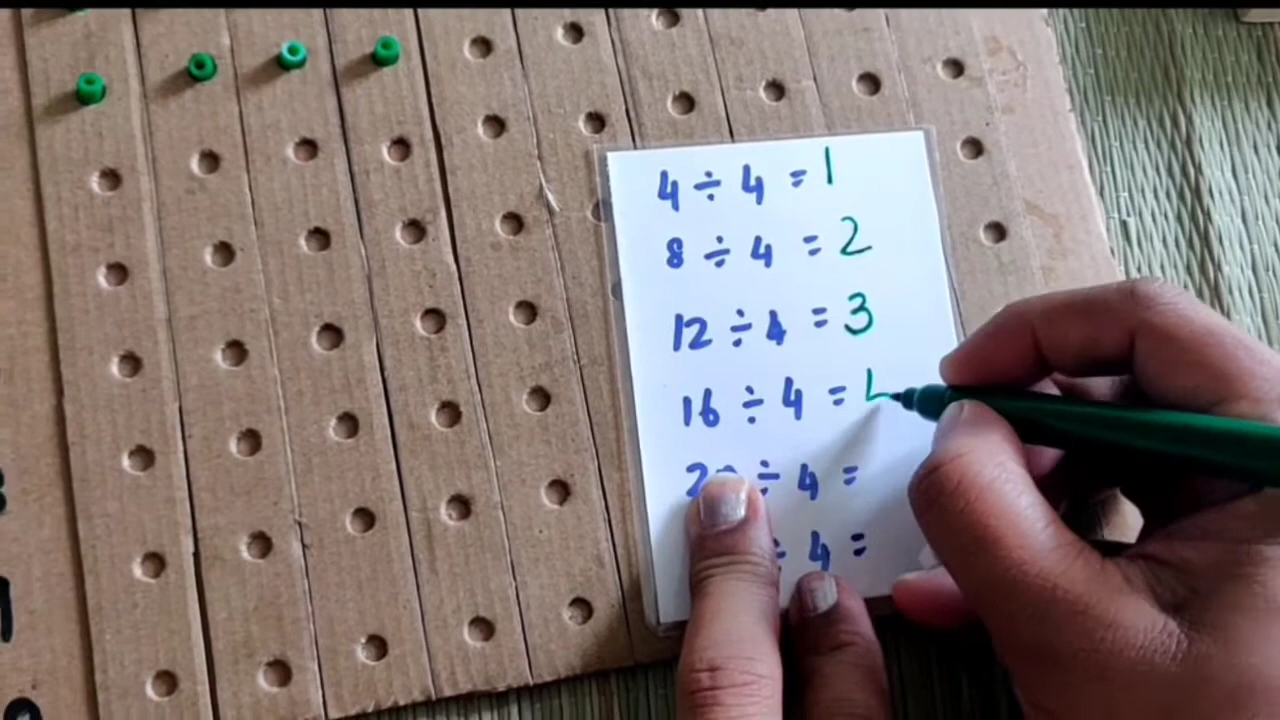 4 ÷ 4 = 1
8 ÷ 4 = 2
12 ÷ 4 = 3
16 ÷ 4 = 4
÷ 4 =
÷ 4 =